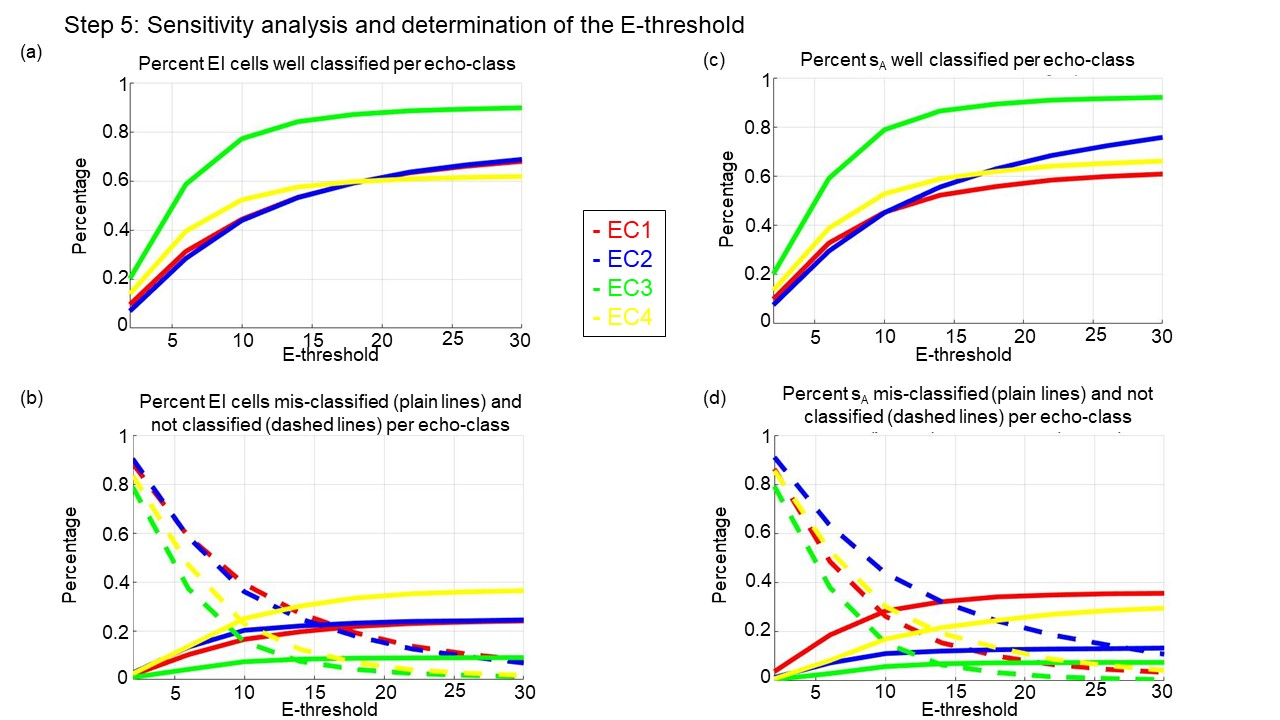 Step 5: Sensitivity analysis and determination of the E-threshold
(a)
Percent EI cells well classified per echo-class
1
0.8
0.6
0.4
0.2
0
Percentage
5 10 15 20 25 30
E-threshold
(c)
Percent sA well classified per echo-class
1
0.8
0.6
0.4
0.2
0
Percentage
5 10 15 20 25 30
E-threshold
- EC1
- EC2
- EC3
- EC4
(b)
Percent EI cells mis-classified (plain lines) and
not classified (dashed lines) per echo-class
1
0.8
0.6
0.4
0.2
0
Percentage
5 10 15 20 25 30
E-threshold
(d)
Percent sA mis-classified (plain lines) and not
classified (dashed lines) per echo-class
1
0.8
0.6
0.4
0.2
0
Percentage
5 10 15 20 25 30
E-threshold